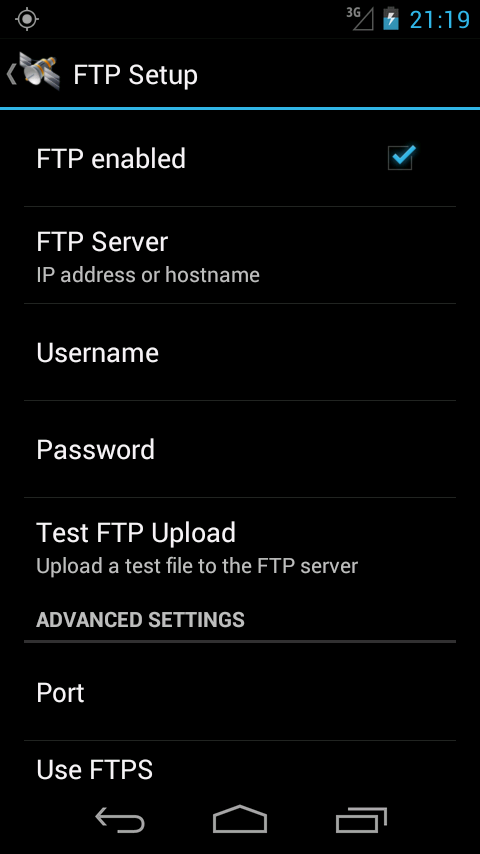 3G
21:19
FTP Setup
FTP enabled
FTP Server
IP address or hostname
Username
Password
Test FTP Upload
Upload a test file to the FTP server
ADVANCED SETTINGS
Port
Use FTPS